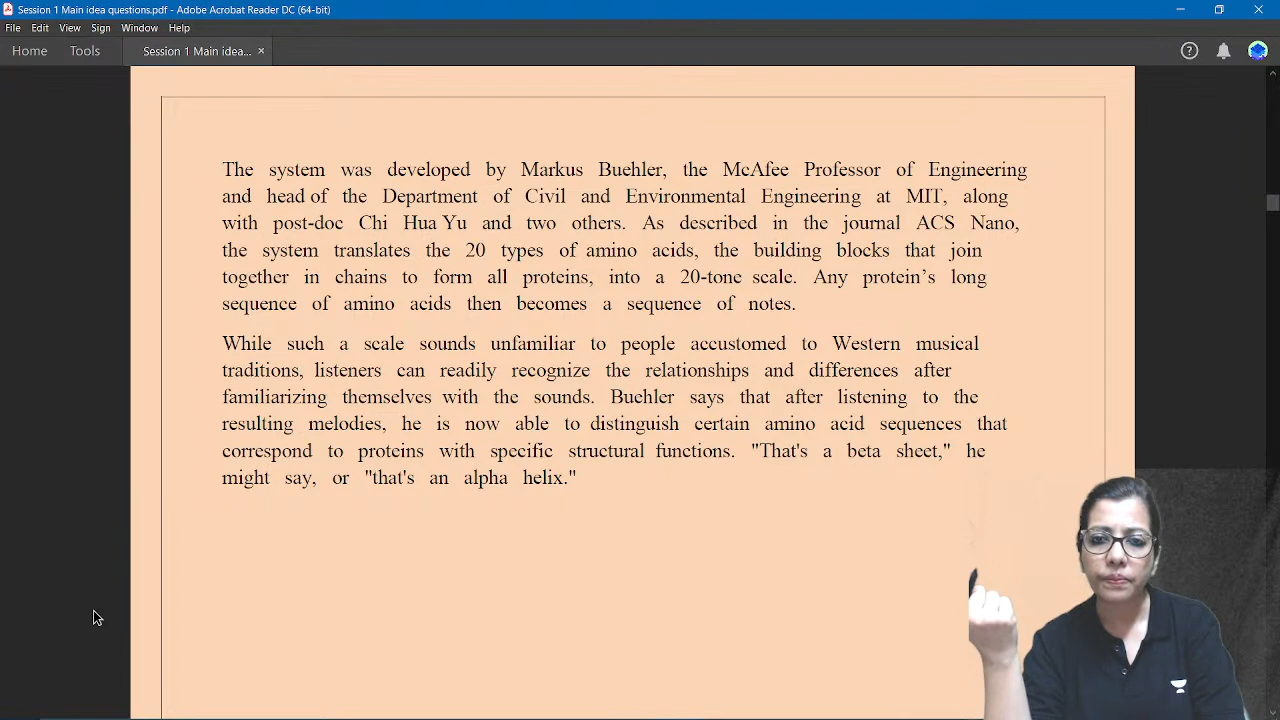 Session 1 Main idea questions.pdf - Adobe Acrobat Reader DC (64-bit)
File Edit View Sign Window Help
Home Tools Session 1 Main idea... ×
The system was developed by Markus Buehler, the McAfee Professor of Engineering
and head of the Department of Civil and Environmental Engineering at MIT, along
with post-doc Chi Hua Yu and two others. As described in the journal ACS Nano,
the system translates the 20 types of amino acids, the building blocks that join
together in chains to form all proteins, into a 20-tone scale. Any protein’s long
sequence of amino acids then becomes a sequence of notes.
While such a scale sounds unfamiliar to people accustomed to Western musical
traditions, listeners can readily recognize the relationships and differences after
familiarizing themselves with the sounds. Buehler says that after listening to the
resulting melodies, he is now able to distinguish certain amino acid sequences that
correspond to proteins with specific structural functions. "That's a beta sheet," he
might say, or "that's an alpha helix."